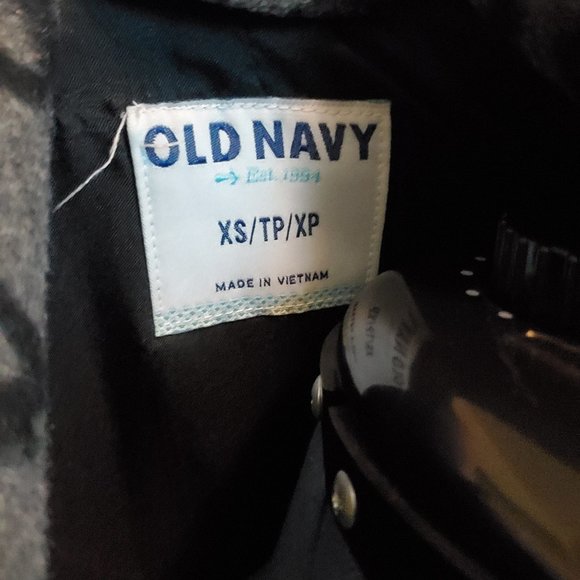 OLD NAVY
Est. 1994
XS/TP/XP
MADE IN VIETNAM